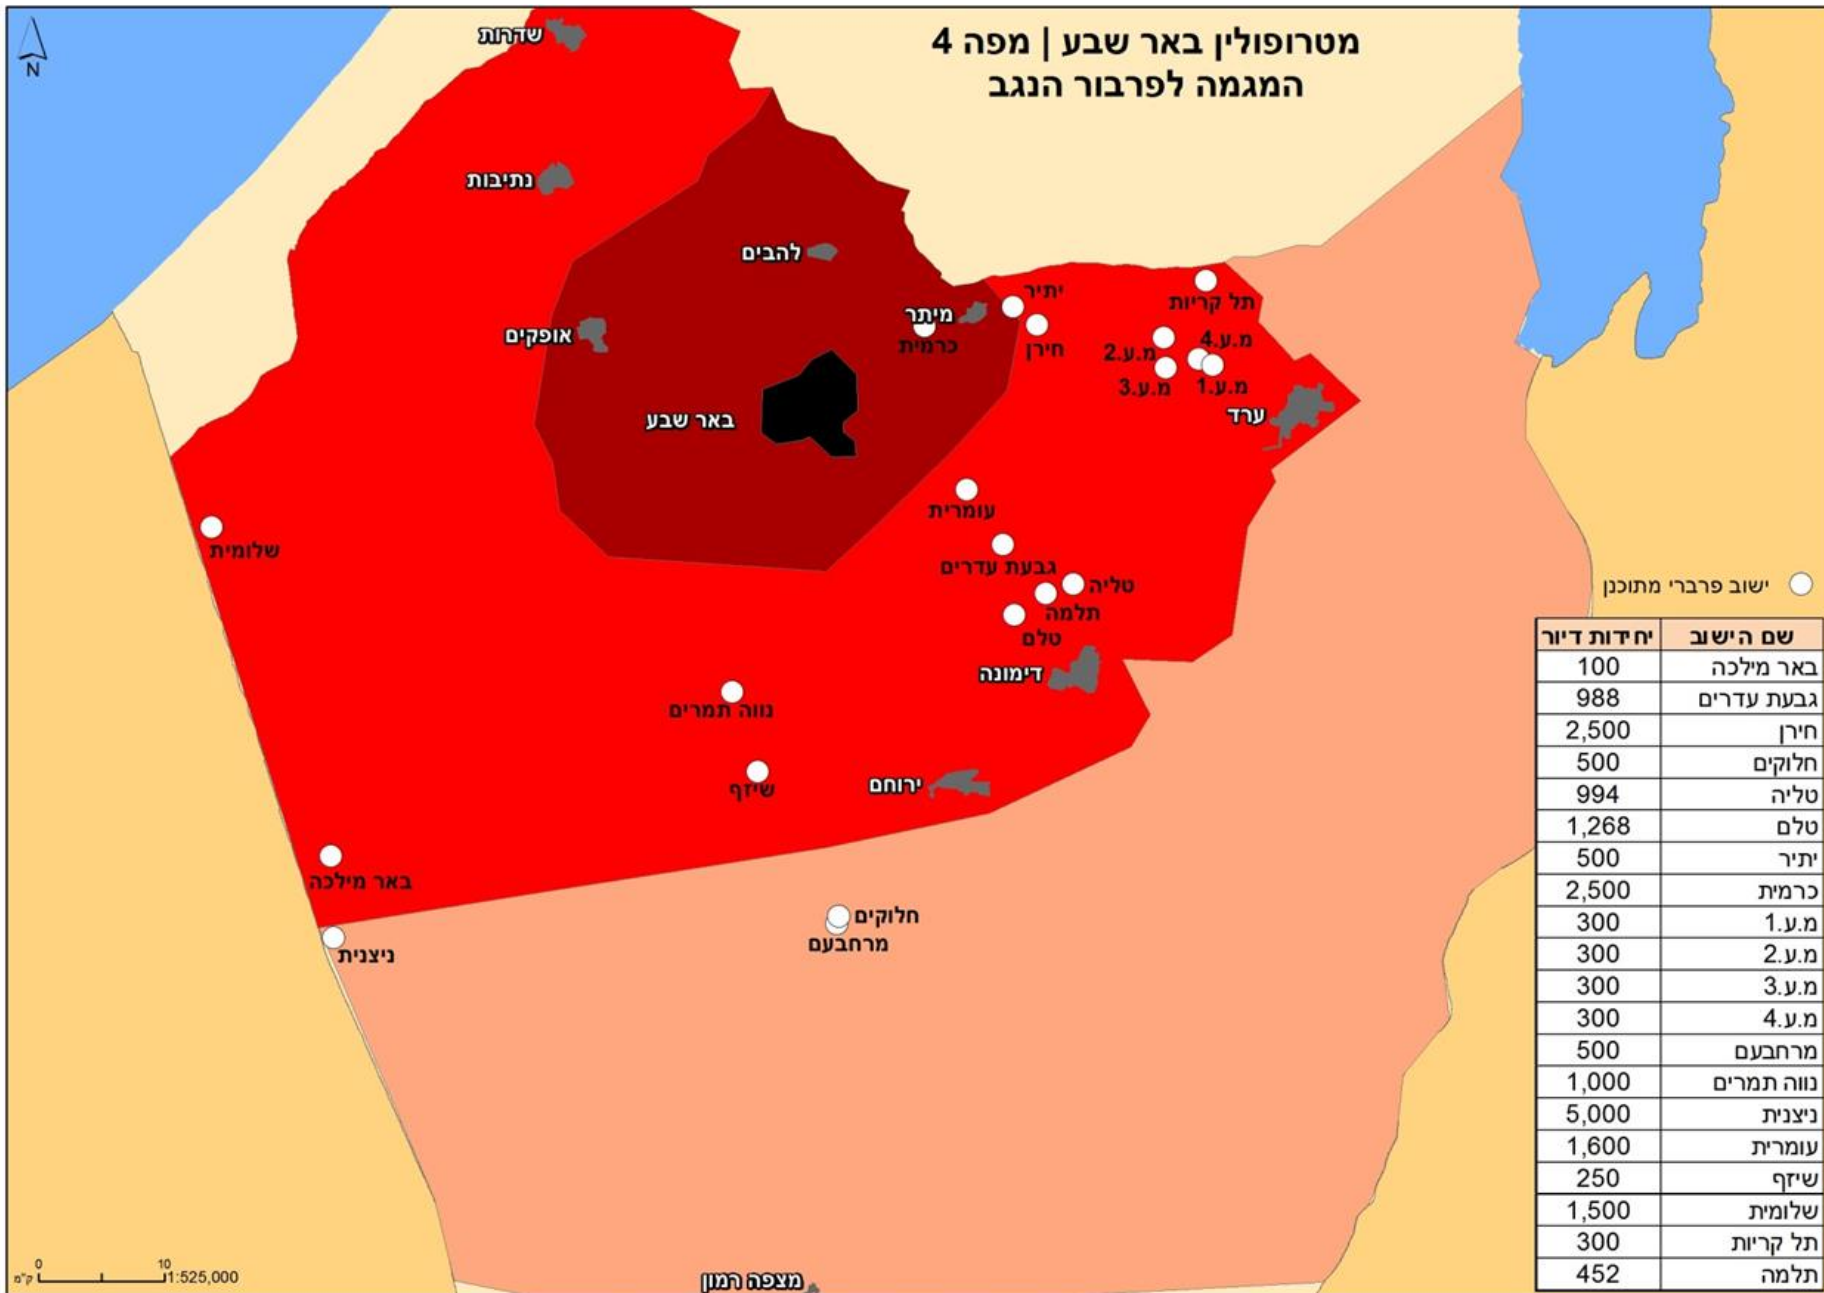 מטרופולין באר שבע | מפה 4
המגמה לפרבור הנגב
N
שדרות
נתיבות
להבים
אופקים
מיתר
כרמית
יתיר
חירן
תל קריות
מ.ע.2
מ.ע.4
מ.ע.3
מ.ע.1
ערד
באר שבע
עומרית
שלומית
גבעת עדרים
טליה
תלמה
טלם
דימונה
נווה תמרים
שיזף
ירוחם
באר מילכה
חלוקים
מרחבעם
ניצנית
מצפה רמון
0 10
ק"מ 1:525,000
ישוב פרברי מתוכנן
שם הישוב יחידות דיור
באר מילכה 100
גבעת עדרים 988
חירן 2,500
חלוקים 500
טליה 994
טלם 1,268
יתיר 500
כרמית 2,500
מ.ע.1 300
מ.ע.2 300
מ.ע.3 300
מ.ע.4 300
מרחבעם 500
נווה תמרים 1,000
ניצנית 5,000
עומרית 1,600
שיזף 250
שלומית 1,500
תל קריות 300
תלמה 452